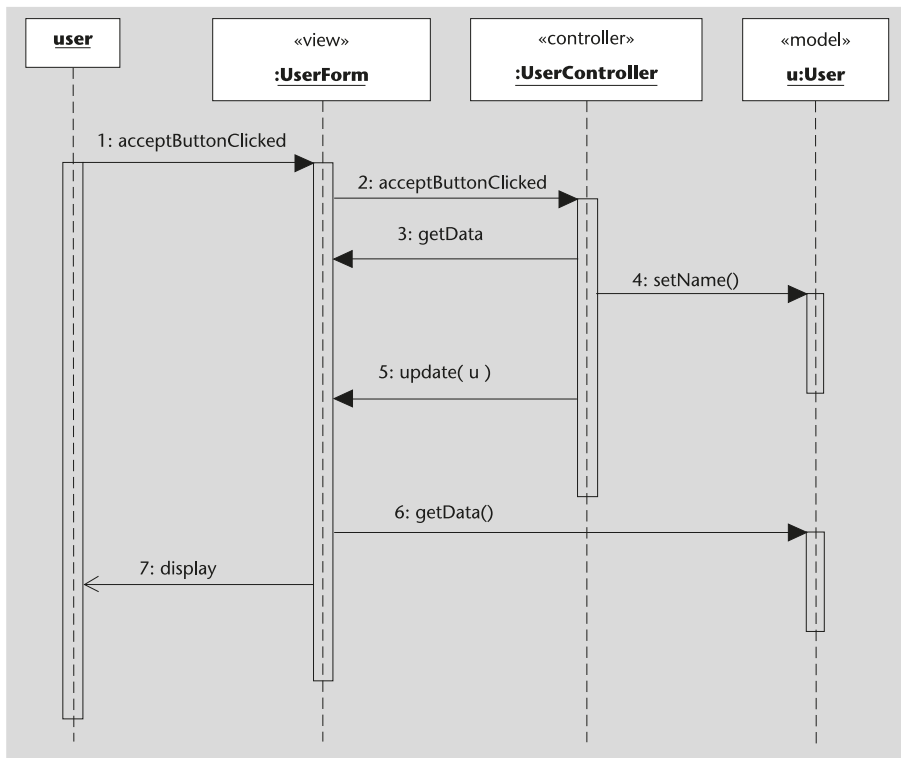 user
«view»
:UserForm
«controller»
:UserController
«model»
u:User
1: acceptButtonClicked
2: acceptButtonClicked
3: getData
4: setName()
5: update( u )
6: getData()
7: display